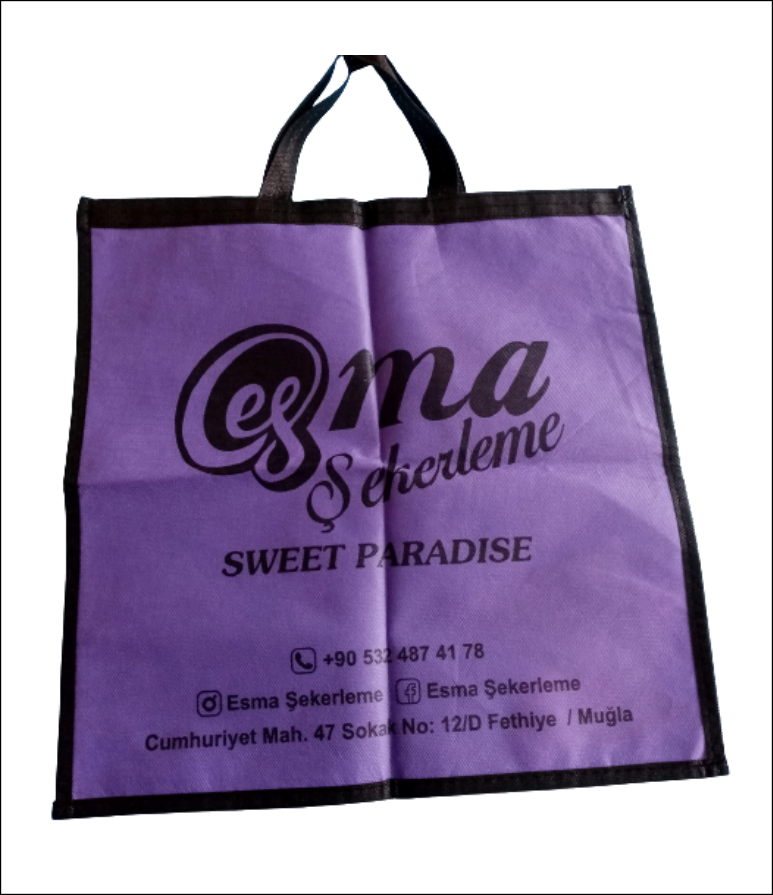 esma
Şekerleme
SWEET PARADISE
+90 532 487 41 78
Esma Şekerleme Esma Şekerleme
Cumhuriyet Mah. 47 Sokak No: 12/D Fethiye / Muğla